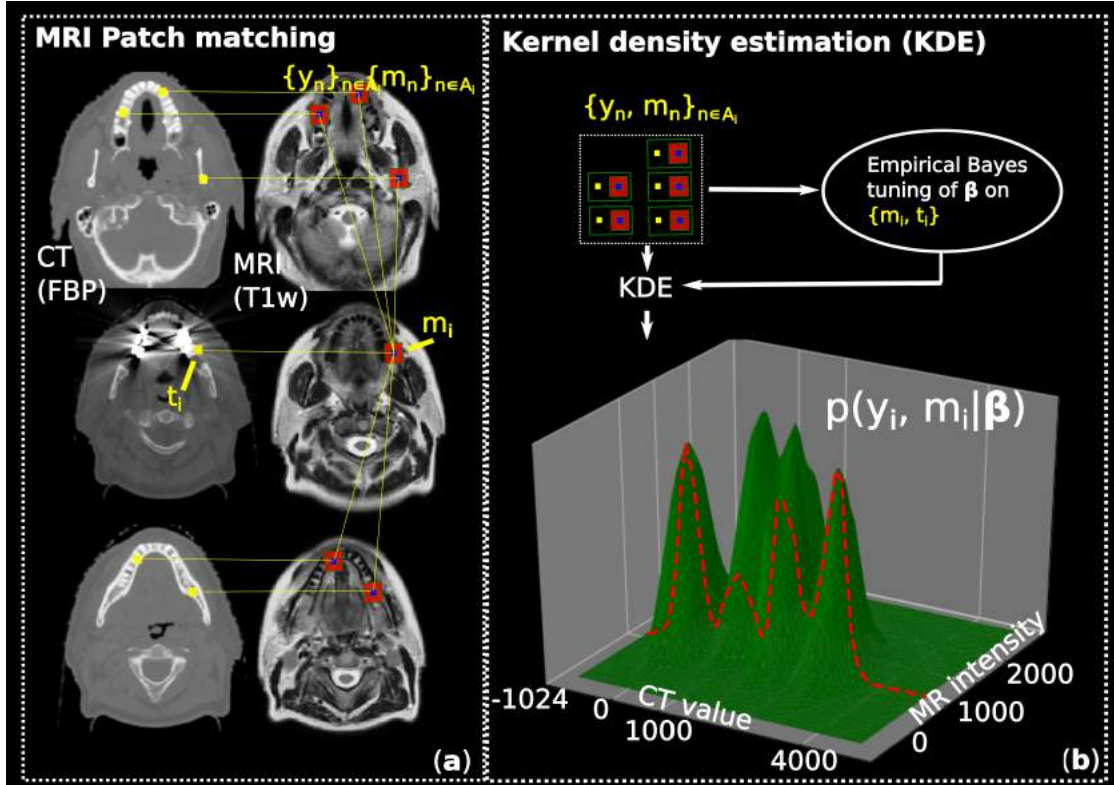 MRI Patch matching
{yₙ}ₙ∈Aᵢ{mₙ}ₙ∈Aᵢ
CT
(FBP)
MRI
(T1w)
mᵢ
tᵢ
(a)
Kernel density estimation (KDE)
{yₙ, mₙ}ₙ∈Aᵢ
Empirical Bayes
tuning of β on
{mᵢ, tᵢ}
KDE
p(yᵢ, mᵢ|β)
-1024
0
1000
CT value
4000
0
1000
2000
MR intensity
(b)